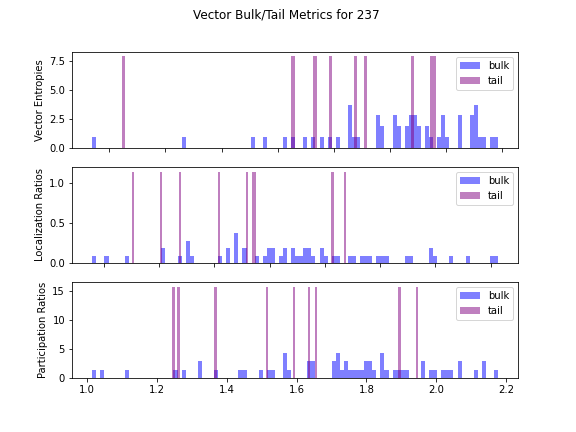 Vector Bulk/Tail Metrics for 237
7.5
5.0
2.5
0.0
Vector Entropies
bulk
tail
1.0
0.5
0.0
Localization Ratios
bulk
tail
15
10
5
0
Participation Ratios
bulk
tail
1.0 1.2 1.4 1.6 1.8 2.0 2.2